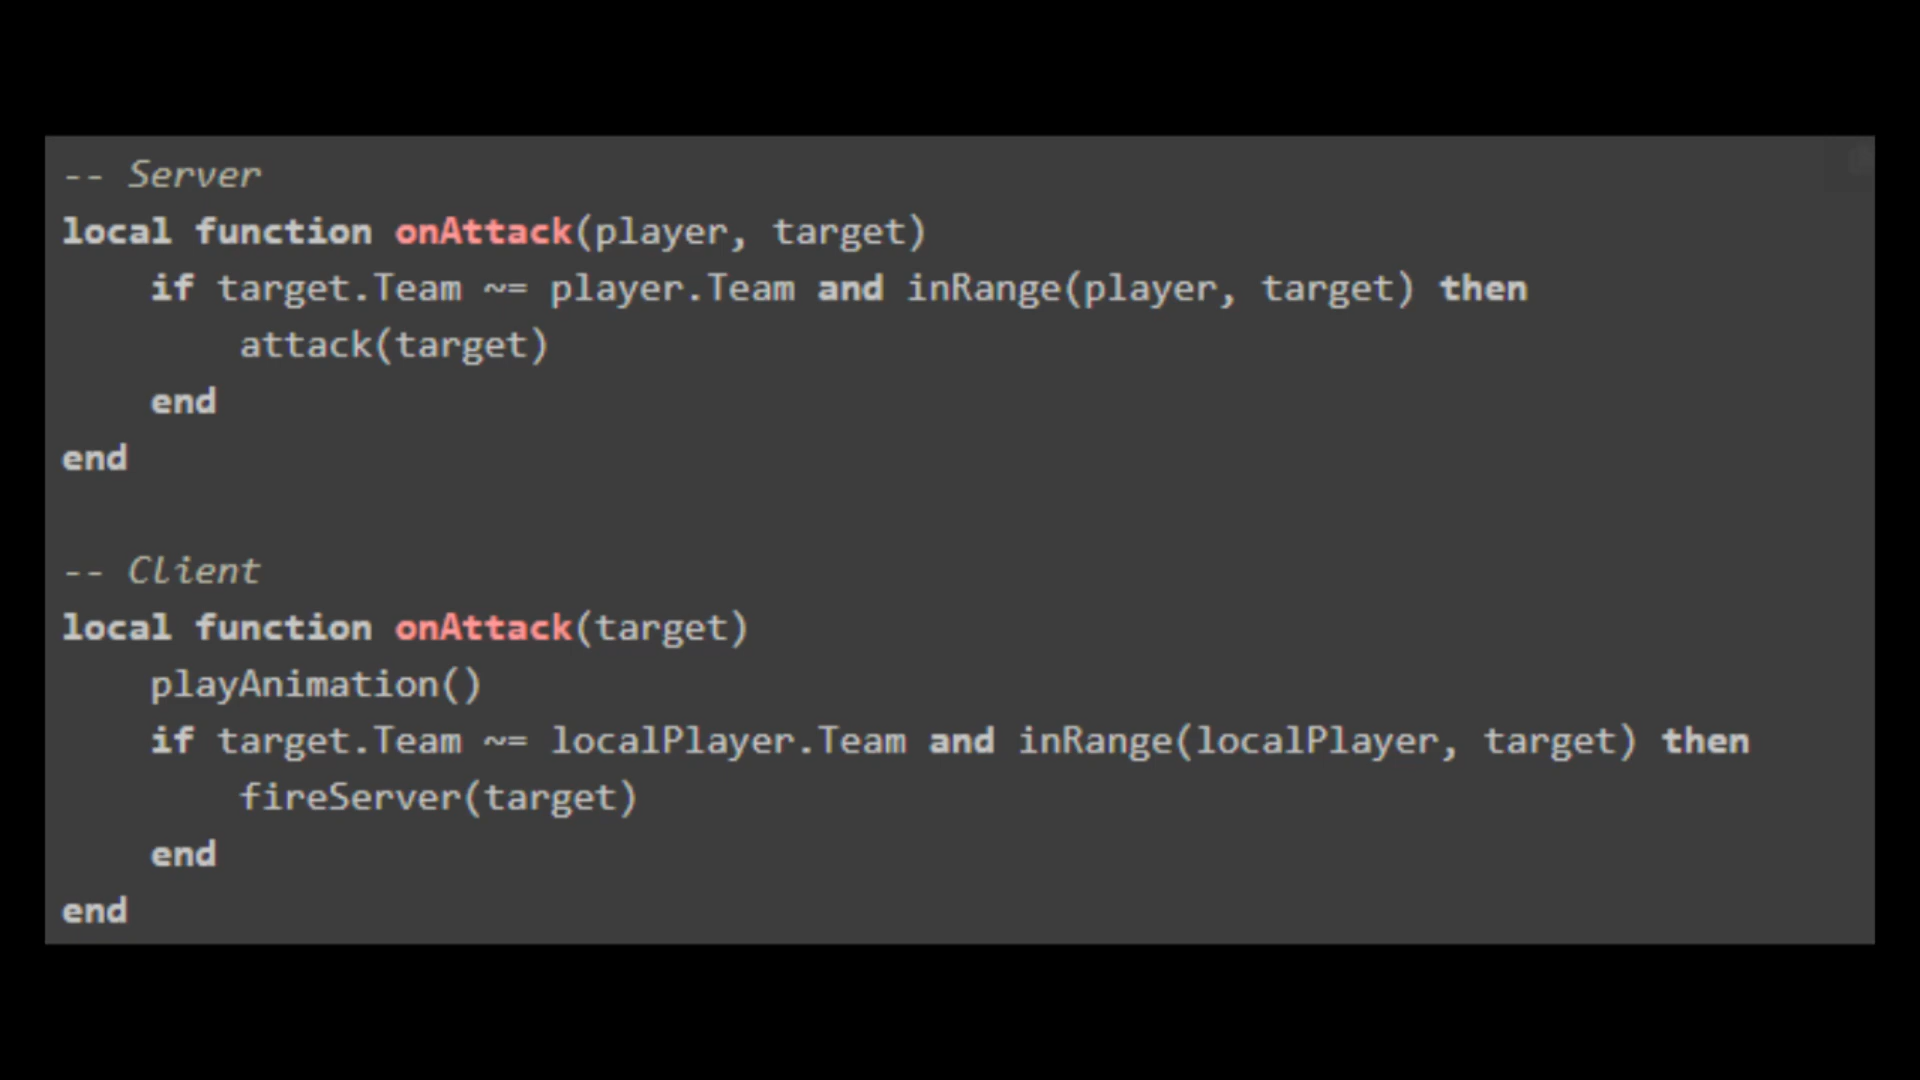 -- Server
local function onAttack(player, target)
    if target.Team ~= player.Team and inRange(player, target) then
        attack(target)
    end
end

-- Client
local function onAttack(target)
    playAnimation()
    if target.Team ~= localPlayer.Team and inRange(localPlayer, target) then
        fireServer(target)
    end
end